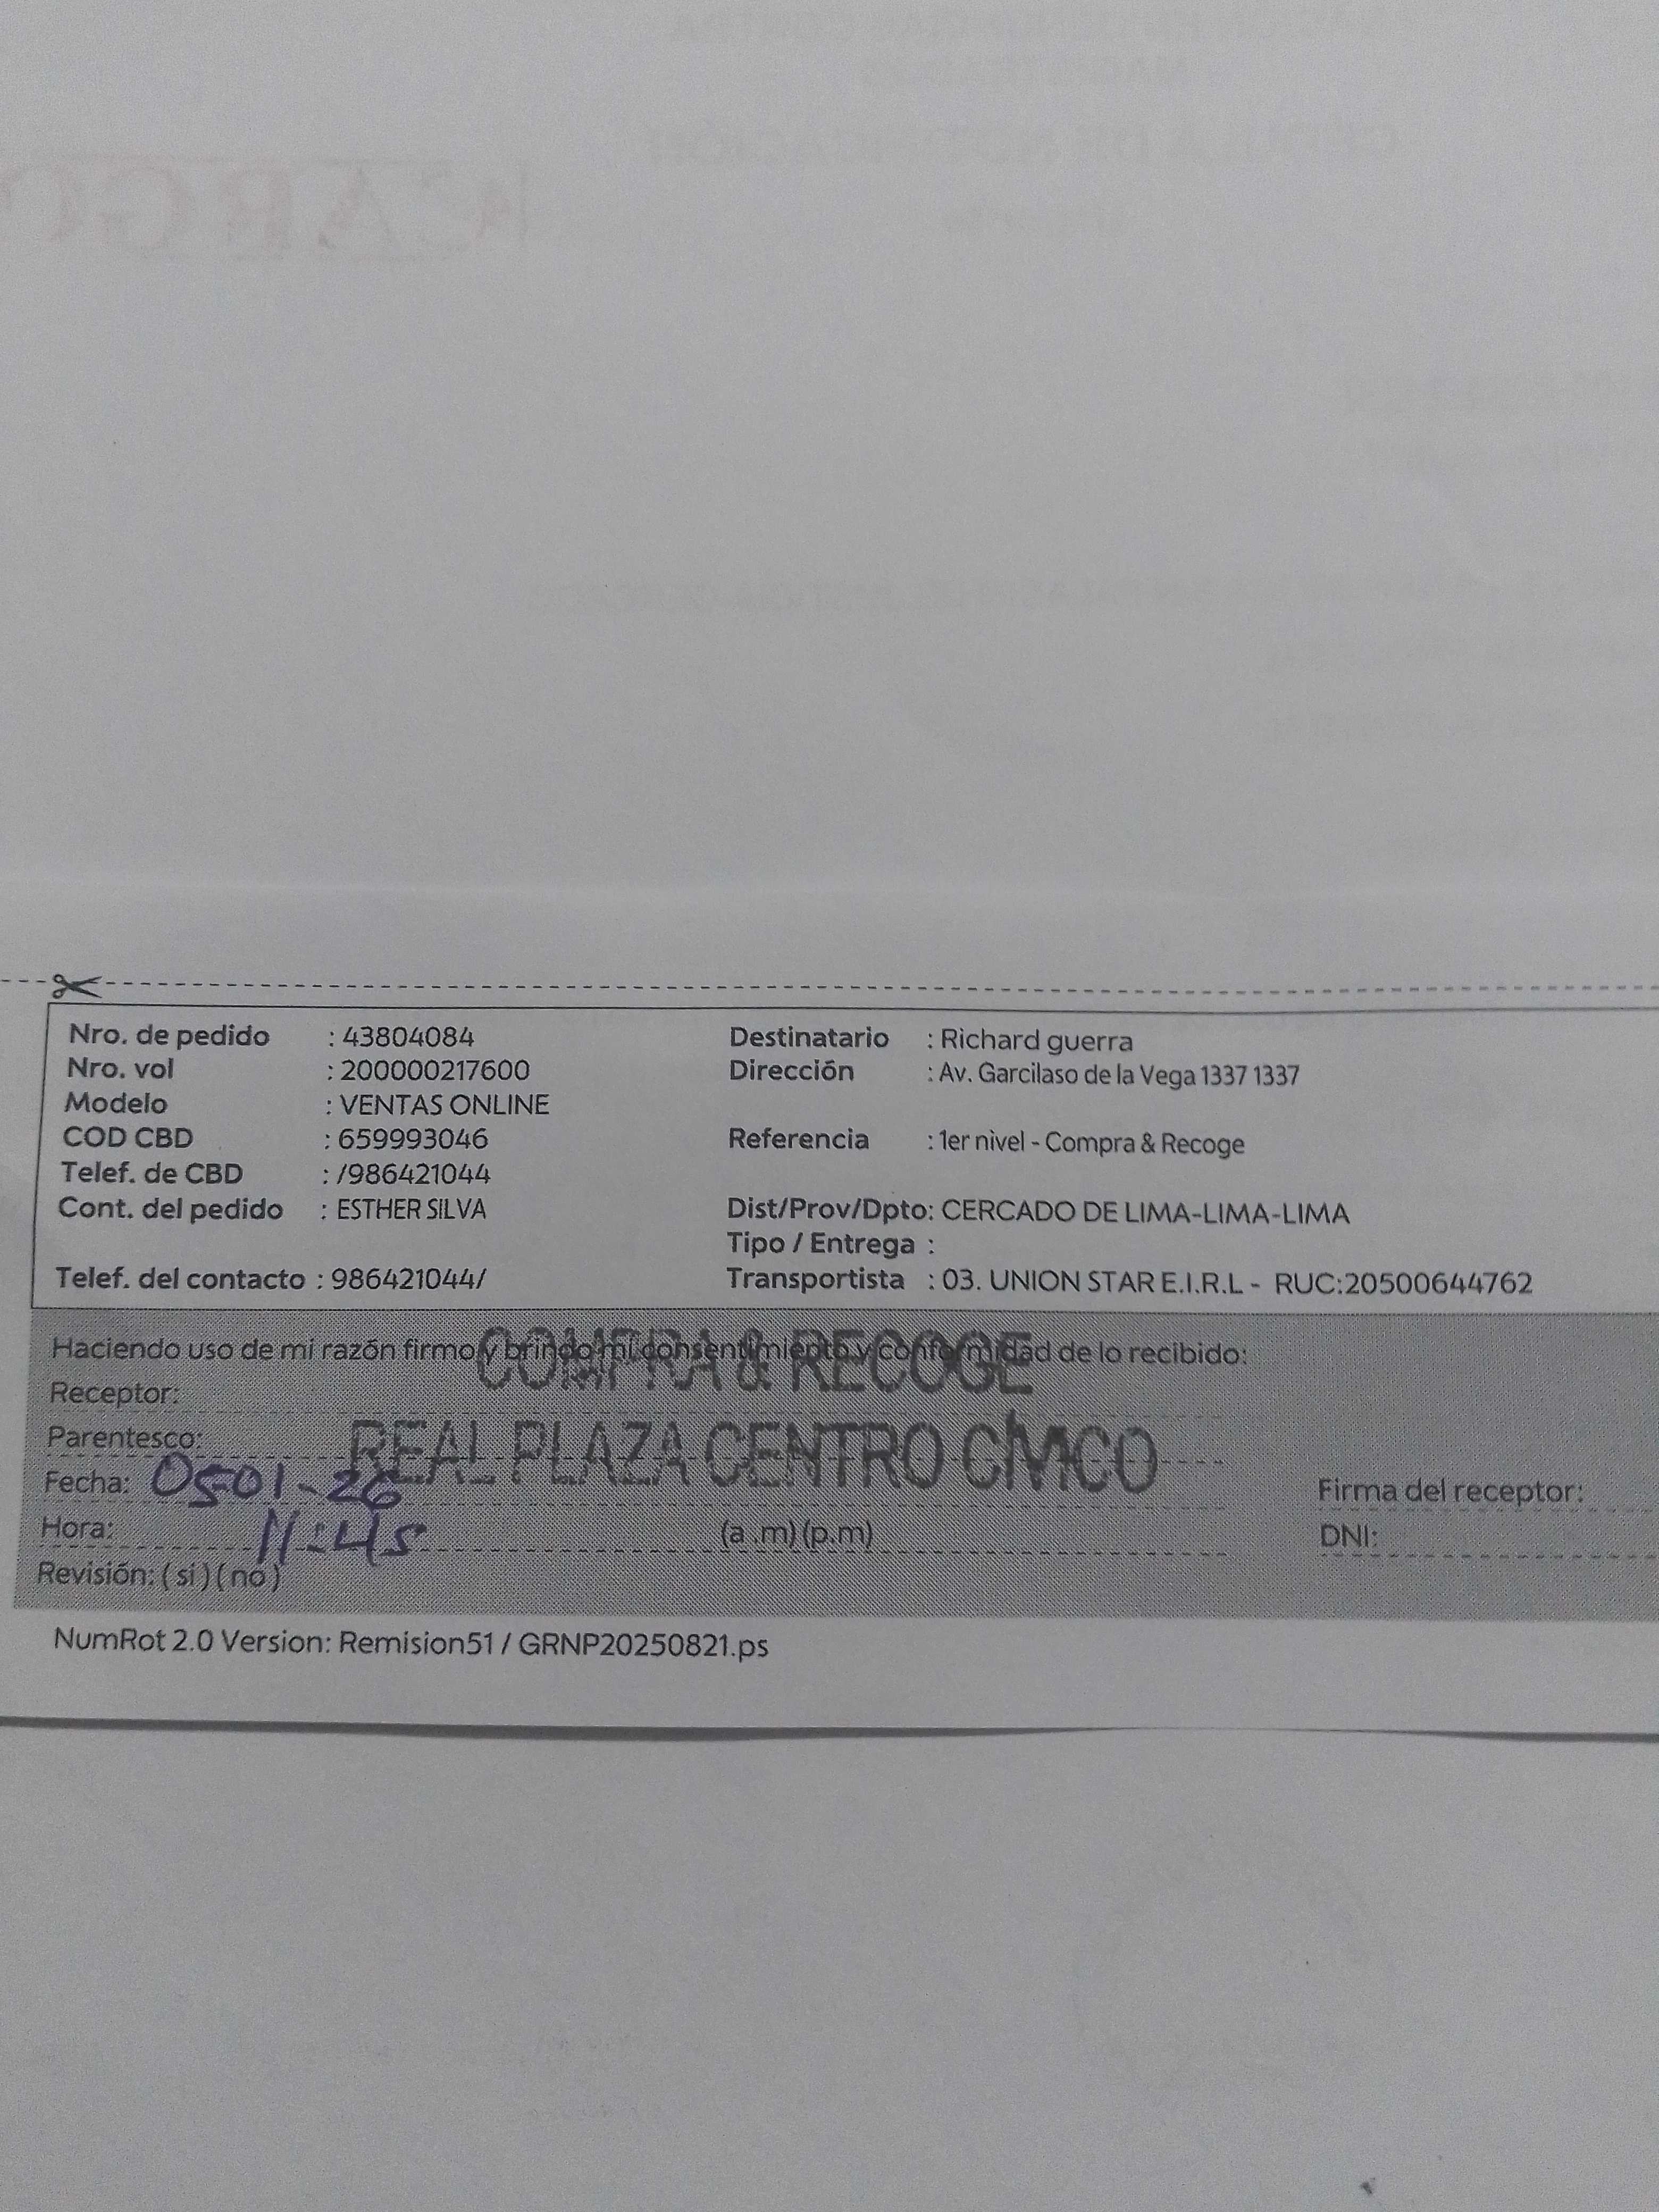 Nro. de pedido : 43804084
Nro. vol : 200000217600
Modelo : VENTAS ONLINE
COD CBD : 659993046
Telef. de CBD : /986421044
Cont. del pedido : ESTHER SILVA
Telef. del contacto : 986421044/
Destinatario : Richard guerra
Dirección : Av. Garcilaso de la Vega 1337 1337
Referencia : 1er nivel - Compra & Recoge
Dist/Prov/Dpto: CERCADO DE LIMA-LIMA-LIMA
Tipo / Entrega :
Transportista : 03. UNION STAR E.I.R.L - RUC:20500644762
Haciendo uso de mi razón firmo y brindo mi consentimiento y conformidad de lo recibido:
COMPRA & RECOGE
Receptor:
Parentesco:
REAL PLAZA CENTRO CÍVICO
Fecha: 05-01-26
Hora: 11:45 (a .m) (p.m)
Revisión: ( si ) ( no )
Firma del receptor:
DNI:
NumRot 2.0 Version: Remision51 / GRNP20250821.ps